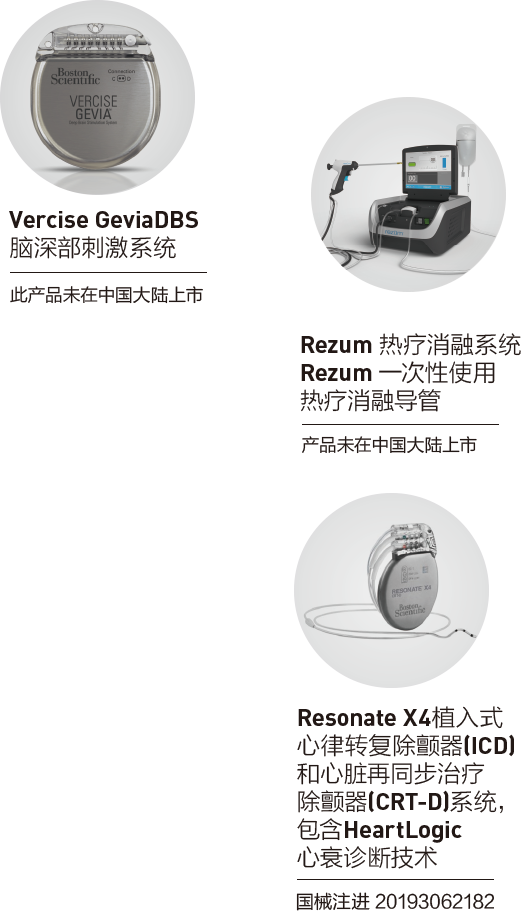 Boston
Scientific
Connection
C D
VERCISE
GEVIA
Vercise GeviaDBS
脑深部刺激系统
此产品未在中国大陆上市
Rezum 热疗消融系统
Rezum 一次性使用
热疗消融导管
产品未在中国大陆上市
RESONATE X4
Boston
Scientific
Resonate X4植入式
心律转复除颤器(ICD)
和心脏再同步治疗
除颤器(CRT-D)系统，
包含HeartLogic
心衰诊断技术
国械注进 20193062182